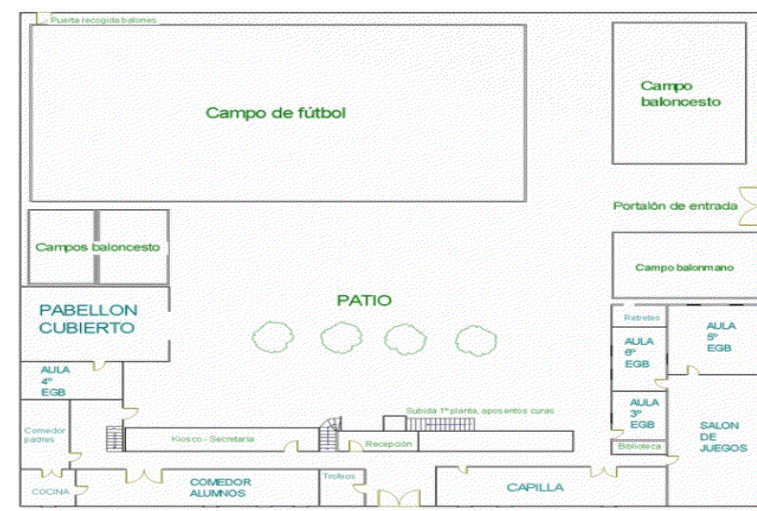 Puerta recogida balones
Campo de fútbol
Campo
baloncesto
Portalón de entrada
Campos baloncesto
Campo balonmano
PATIO
PABELLON
CUBIERTO
Retretes
AULA
5º
EGB
AULA
6º
EGB
AULA
4º
EGB
AULA
3º
EGB
Subida 1ª planta, aposentos curas
SALON
DE
JUEGOS
Comedor
padres
Kiosco - Secretaría
Recepción
Biblioteca
Trofeos
COCINA
COMEDOR
ALUMNOS
CAPILLA